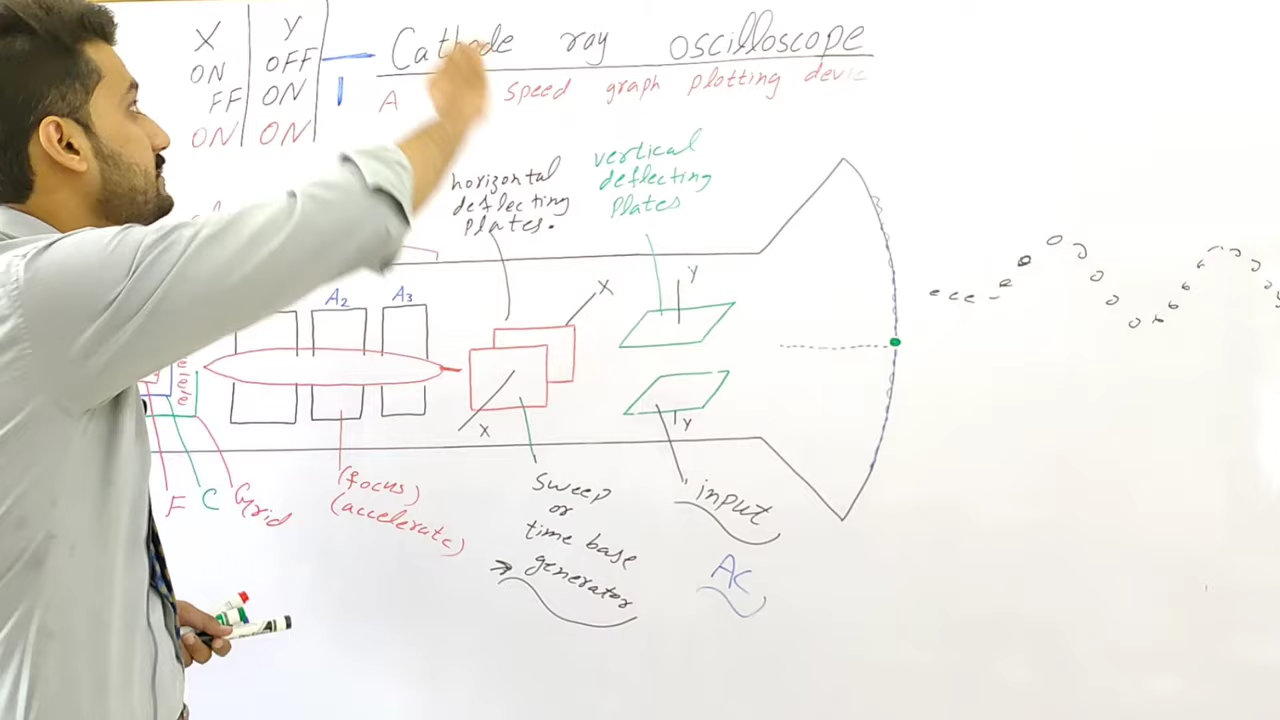 X Y
ON OFF
FF ON
ON ON
Cathode ray oscilloscope
A speed graph plotting devic
horizontal
deflecting
plates.
vertical
deflecting
Plates
A2 A3
X
Y
X
Y
F C Grid
(focus)
(accelerate)
Sweep
or
time base
generator
input
AC